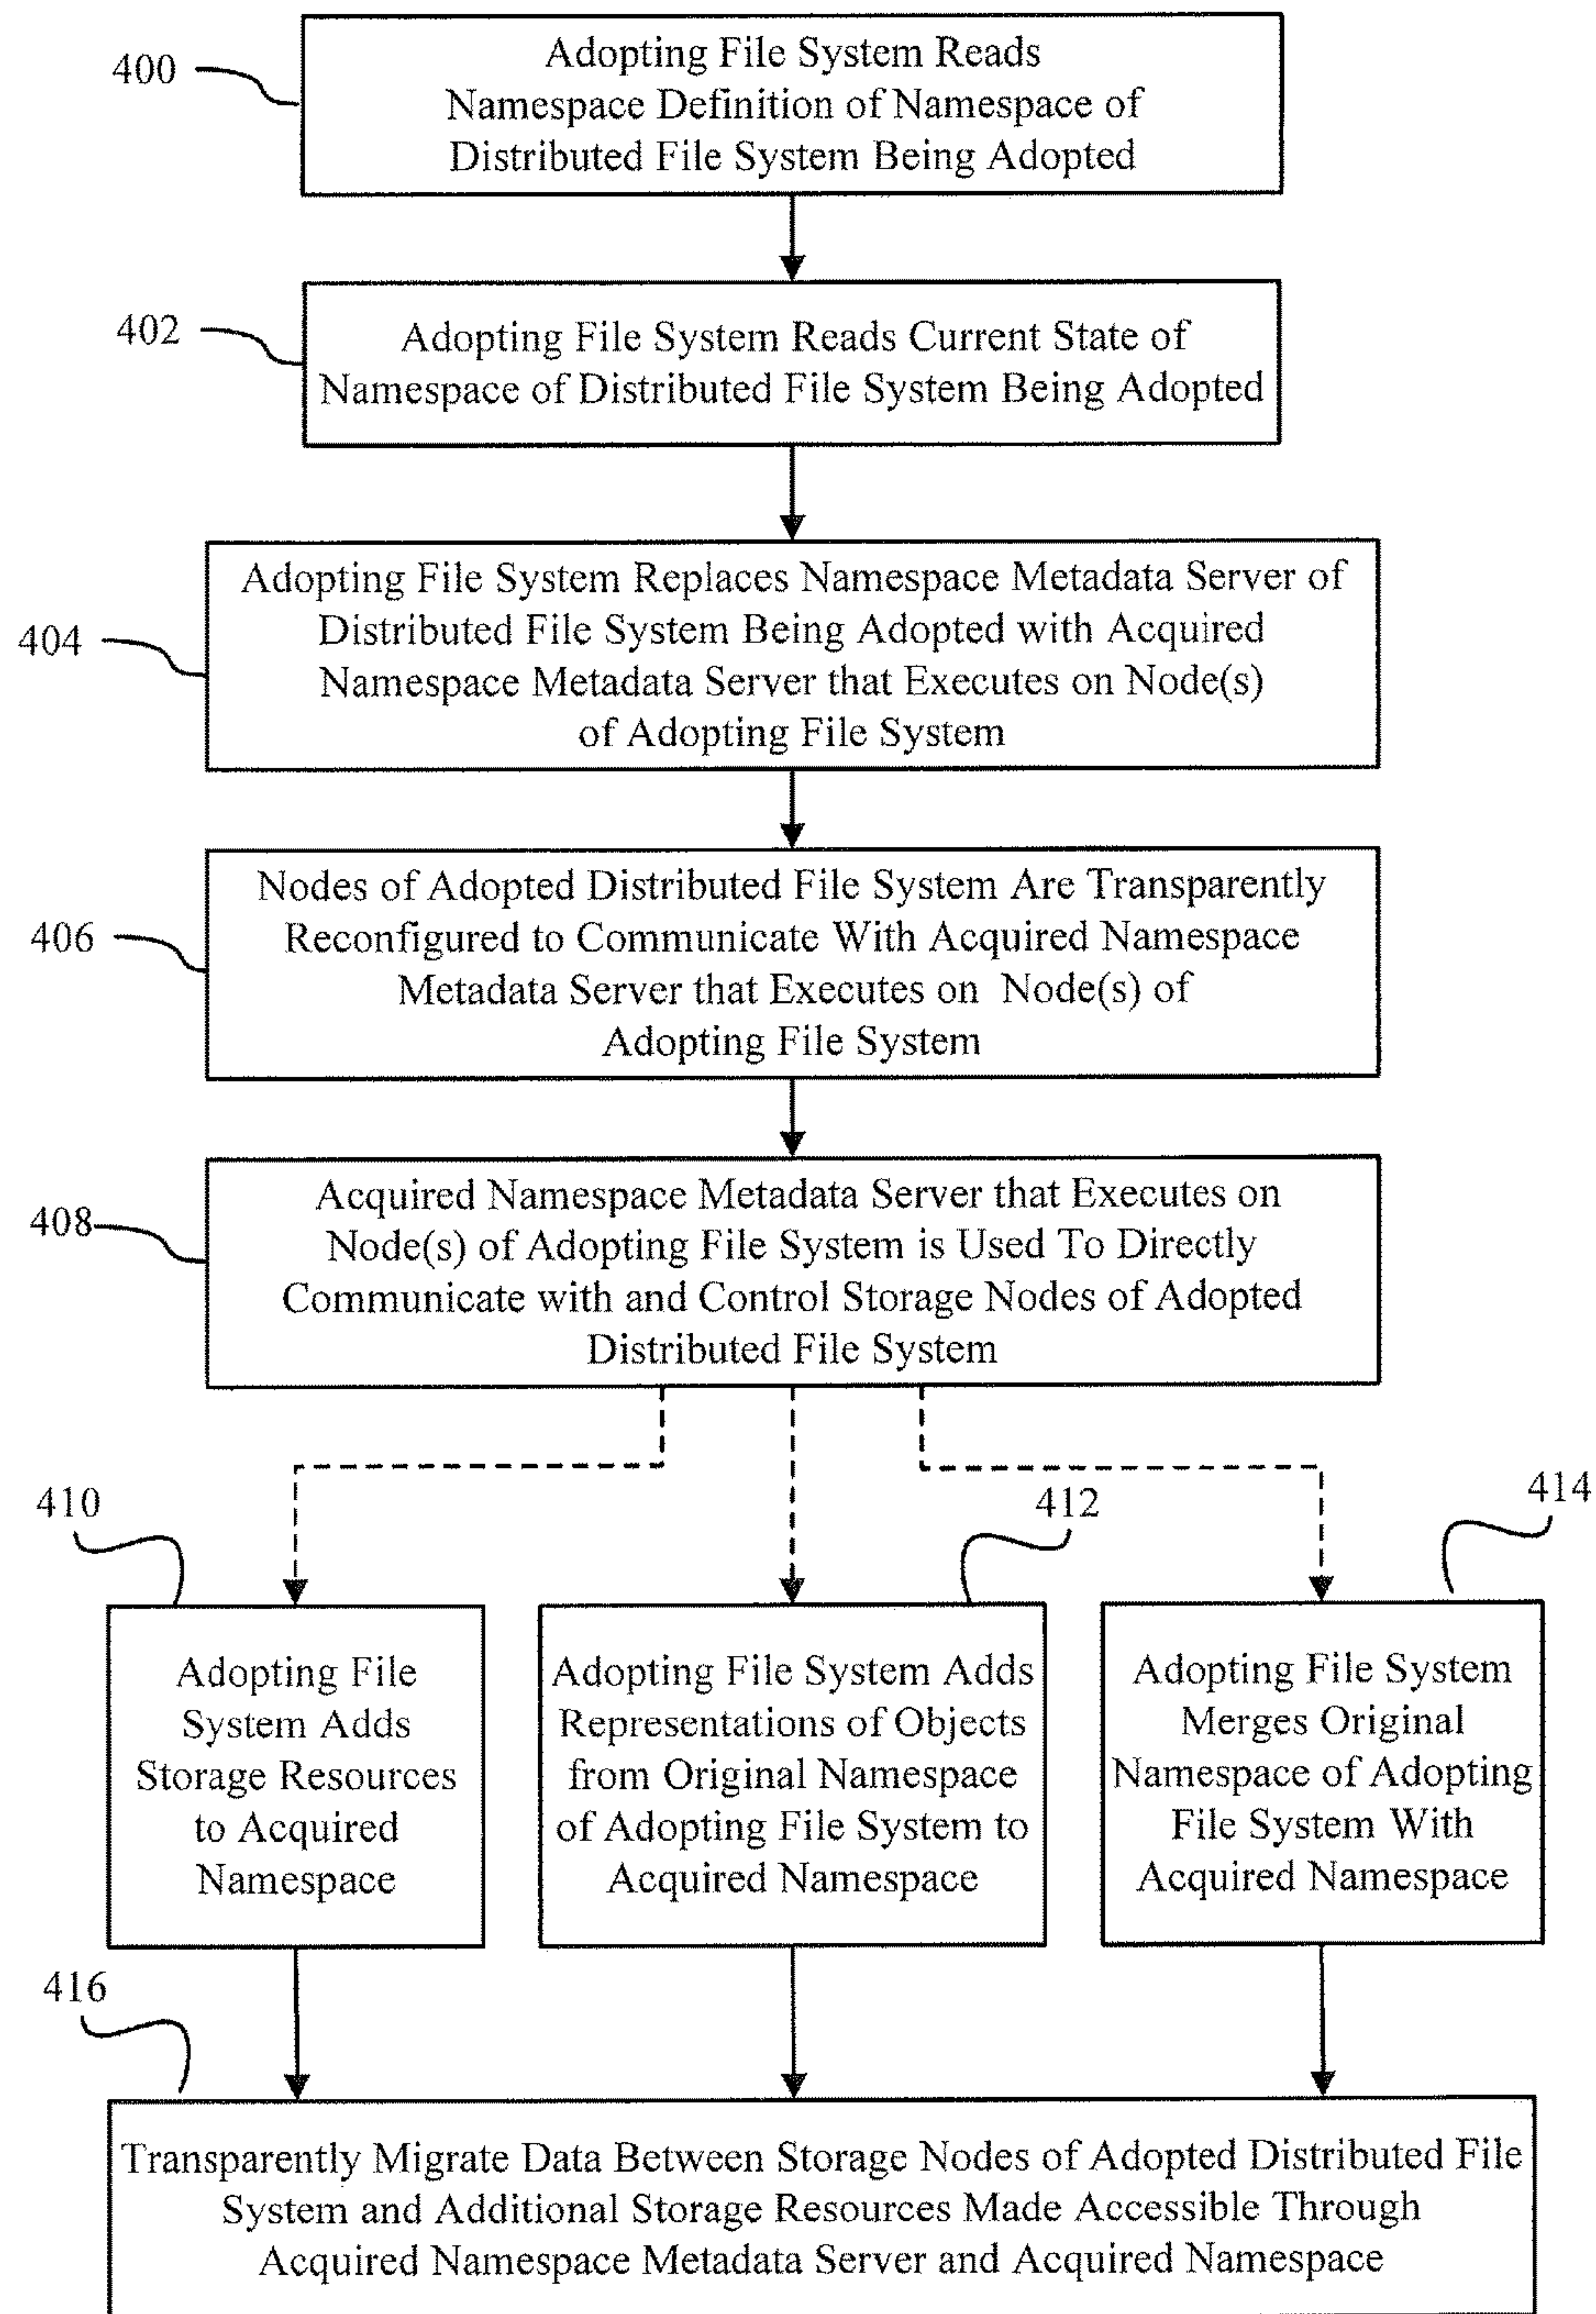 400
Adopting File System Reads
Namespace Definition of Namespace of
Distributed File System Being Adopted
402
Adopting File System Reads Current State of
Namespace of Distributed File System Being Adopted
404
Adopting File System Replaces Namespace Metadata Server of
Distributed File System Being Adopted with Acquired
Namespace Metadata Server that Executes on Node(s)
of Adopting File System
406
Nodes of Adopted Distributed File System Are Transparently
Reconfigured to Communicate With Acquired Namespace
Metadata Server that Executes on Node(s) of
Adopting File System
408
Acquired Namespace Metadata Server that Executes on
Node(s) of Adopting File System is Used To Directly
Communicate with and Control Storage Nodes of Adopted
Distributed File System
410
Adopting File
System Adds
Storage Resources
to Acquired
Namespace
412
Adopting File System Adds
Representations of Objects
from Original Namespace
of Adopting File System to
Acquired Namespace
414
Adopting File System
Merges Original
Namespace of Adopting
File System With
Acquired Namespace
416
Transparently Migrate Data Between Storage Nodes of Adopted Distributed File
System and Additional Storage Resources Made Accessible Through
Acquired Namespace Metadata Server and Acquired Namespace